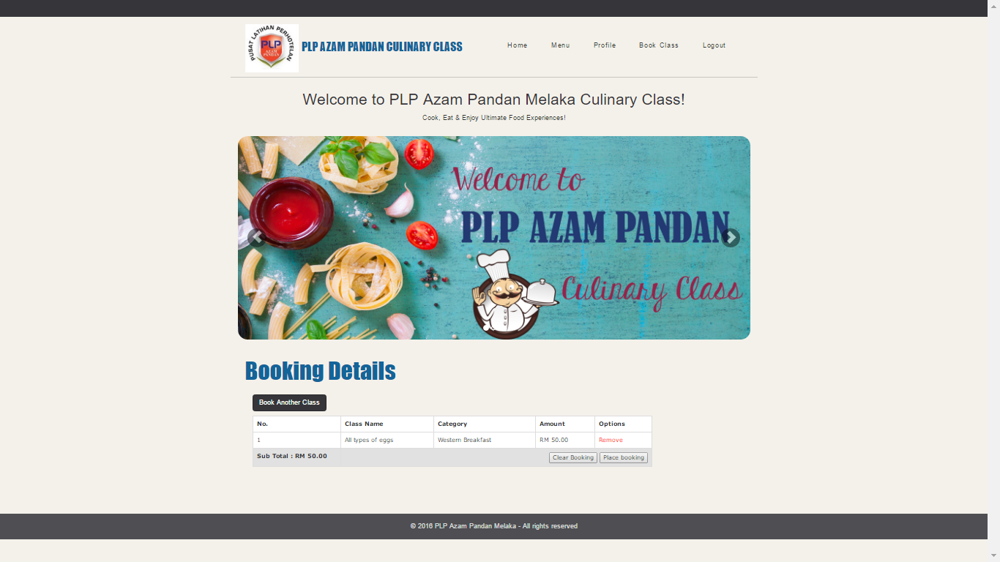 PUSAT LATIHAN PERHOTELAN
PLP
AZAM
PANDAN
PLP AZAM PANDAN CULINARY CLASS
Home Menu Profile Book Class Logout
Welcome to PLP Azam Pandan Melaka Culinary Class!
Cook, Eat & Enjoy Ultimate Food Experiences!
Welcome to
PLP AZAM PANDAN
Culinary Class
Booking Details
Book Another Class
No. Class Name Category Amount Options
1 All types of eggs Western Breakfast RM 50.00 Remove
Sub Total : RM 50.00 Clear Booking Place booking
© 2016 PLP Azam Pandan Melaka - All rights reserved